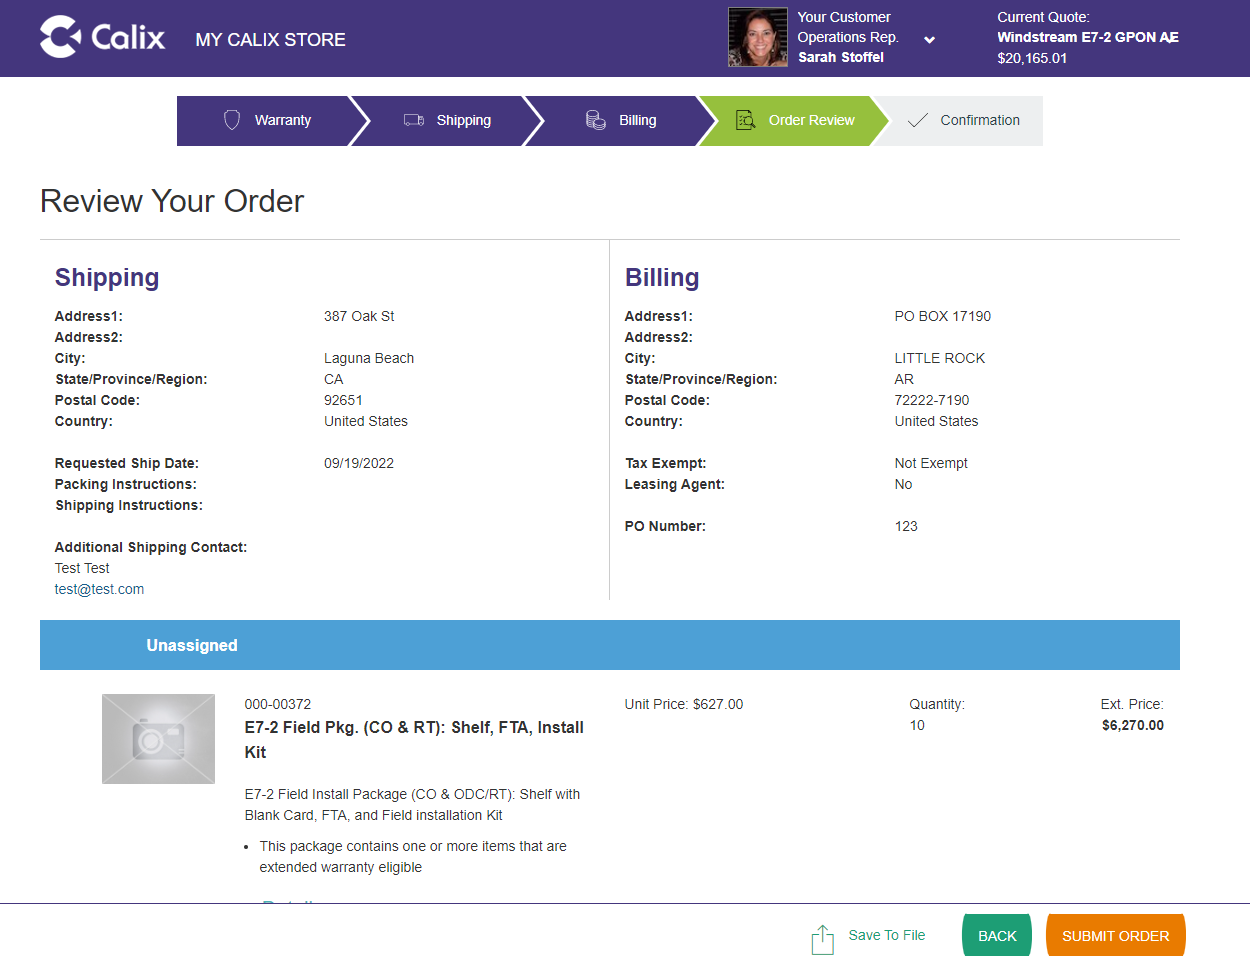 Calix
MY CALIX STORE
Your Customer
Operations Rep.
Sarah Stoffel
Current Quote:
Windstream E7-2 GPON AE
$20,165.01
Warranty
Shipping
Billing
Order Review
Confirmation
Review Your Order
Shipping
Address1: 387 Oak St
Address2:
City: Laguna Beach
State/Province/Region: CA
Postal Code: 92651
Country: United States
Requested Ship Date: 09/19/2022
Packing Instructions:
Shipping Instructions:
Additional Shipping Contact:
Test Test
test@test.com
Billing
Address1: PO BOX 17190
Address2:
City: LITTLE ROCK
State/Province/Region: AR
Postal Code: 72222-7190
Country: United States
Tax Exempt: Not Exempt
Leasing Agent: No
PO Number: 123
Unassigned
000-00372
E7-2 Field Pkg. (CO & RT): Shelf, FTA, Install
Kit
E7-2 Field Install Package (CO & ODC/RT): Shelf with
Blank Card, FTA, and Field installation Kit
• This package contains one or more items that are
extended warranty eligible
Unit Price: $627.00
Quantity:
10
Ext. Price:
$6,270.00
Save To File
BACK
SUBMIT ORDER